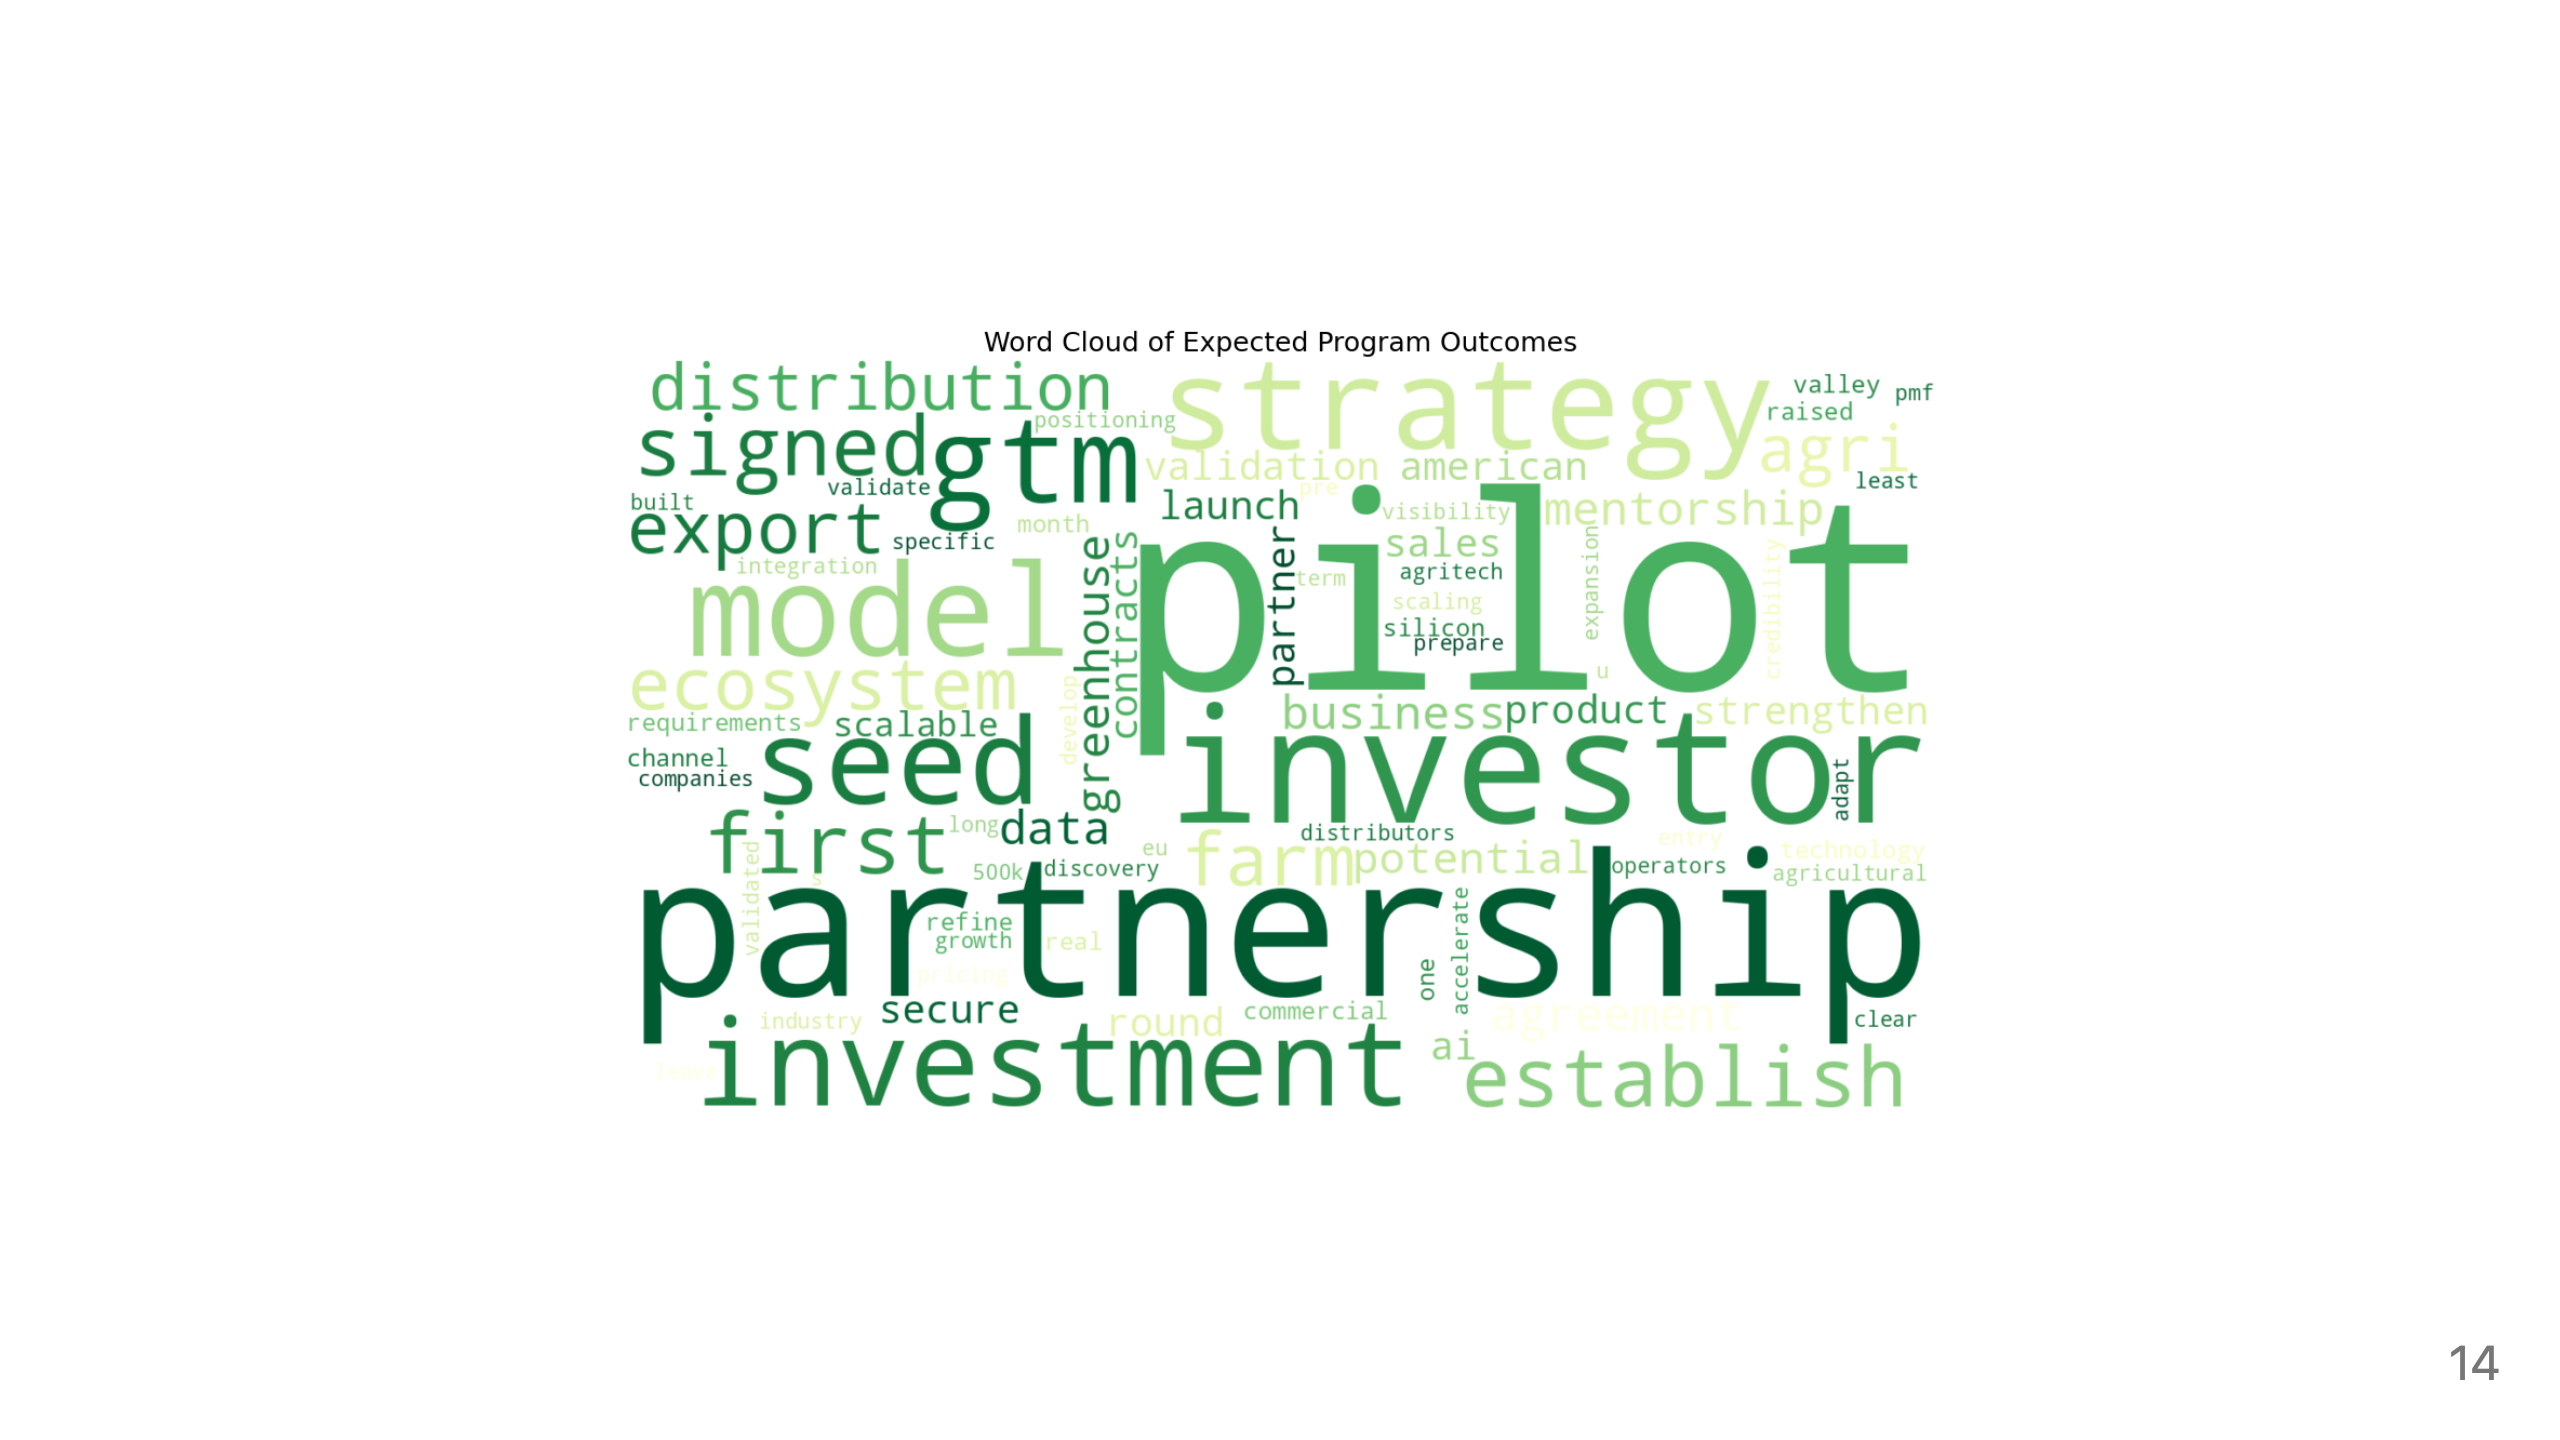 Word Cloud of Expected Program Outcomes
distribution
strategy
valley
pmf
raised
positioning
signed
gtm
agri
validation
american
least
validate
pre
built
launch
visibility
mentorship
export
month
specific
sales
integration
greenhouse
contracts
pilot
partner
term
agritech
expansion
credibility
scaling
silicon
prepare
model
ecosystem
u
develop
requirements
scalable
business
product
strengthen
channel
companies
seed
investor
adapt
first
long
data
distributors
entry
eu
farm
potential
technology
500k
discovery
operators
agricultural
validated
s
partnership
refine
growth
real
accelerate
pricing
one
secure
industry
round
commercial
agreement
clear
ai
leave
investment
establish
14